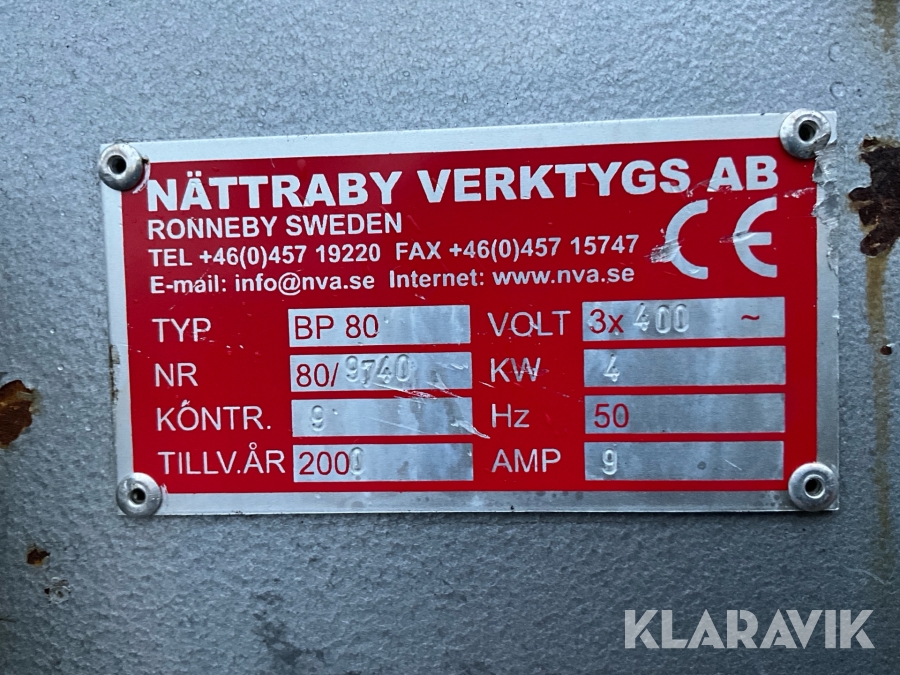 NÄTTRABY VERKTYGS AB
RONNEBY SWEDEN
TEL +46(0)457 19220 FAX +46(0)457 15747
E-mail: info@nva.se Internet: www.nva.se
CE
TYP BP 80 VOLT 3x 400 ~
NR 80/9740 KW 4
KONTR. 9 Hz 50
TILLV.ÅR 2000 AMP 9
KLARAVIK